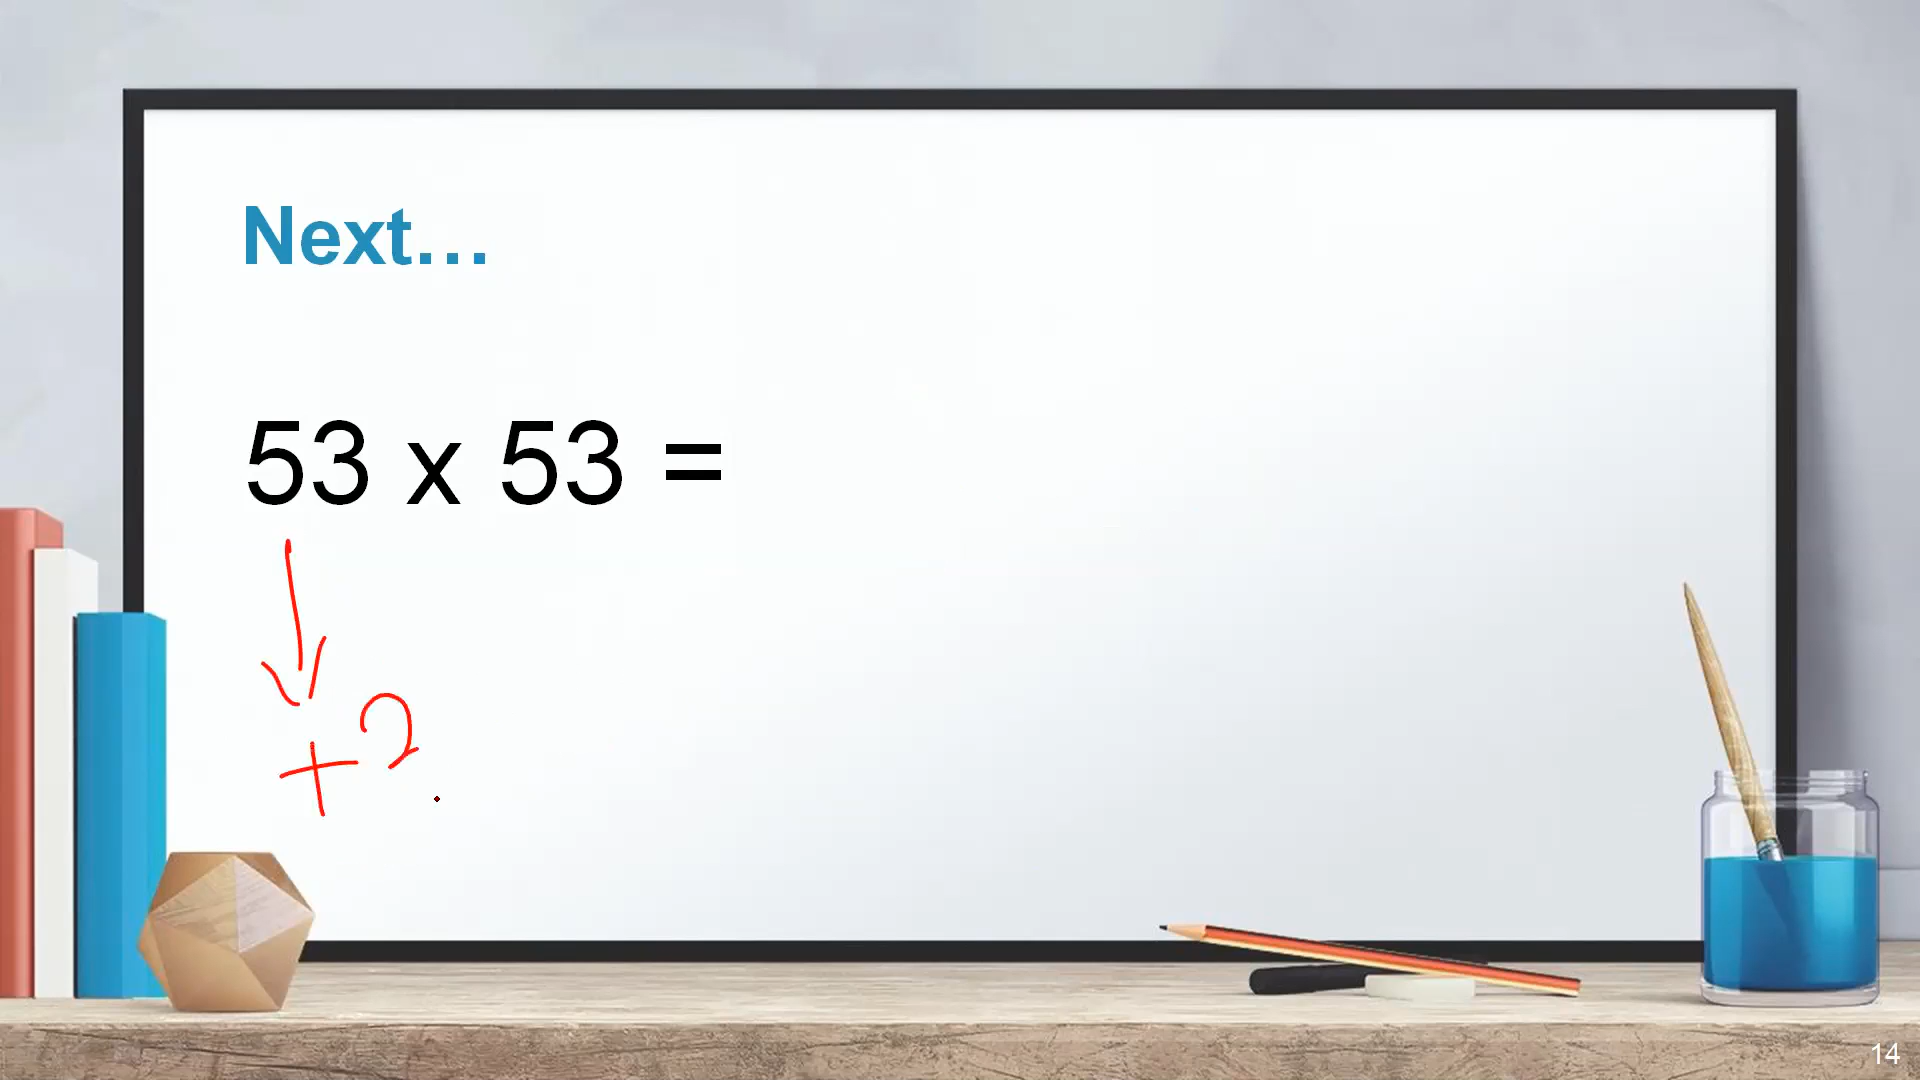 Next…
53 x 53 =
+2
14